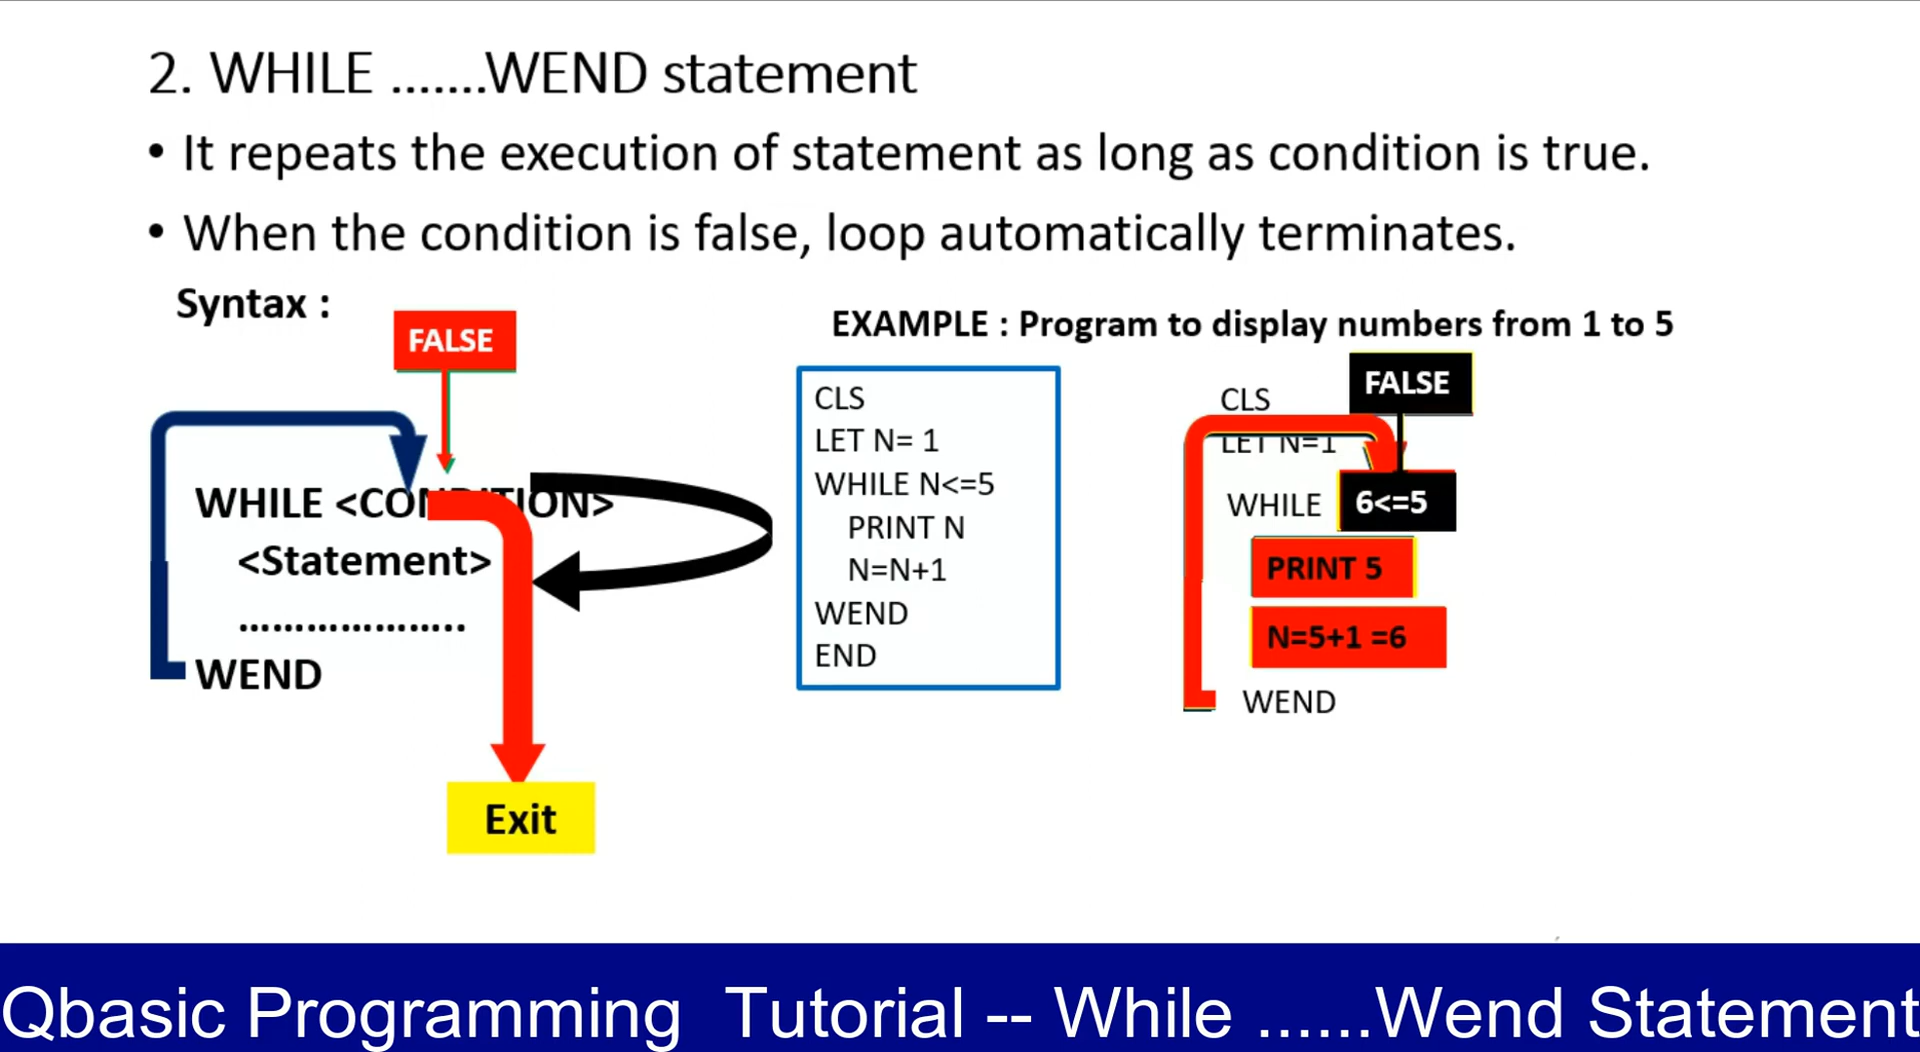 2. WHILE .......WEND statement
• It repeats the execution of statement as long as condition is true.
• When the condition is false, loop automatically terminates.
Syntax :
FALSE
WHILE <CONDITION>
<Statement>
....................
WEND
Exit
EXAMPLE : Program to display numbers from 1 to 5
CLS
LET N= 1
WHILE N<=5
PRINT N
N=N+1
WEND
END
FALSE
CLS
LET N=1
WHILE 6<=5
PRINT 5
N=5+1 =6
WEND
Qbasic Programming Tutorial -- While ......Wend Statement